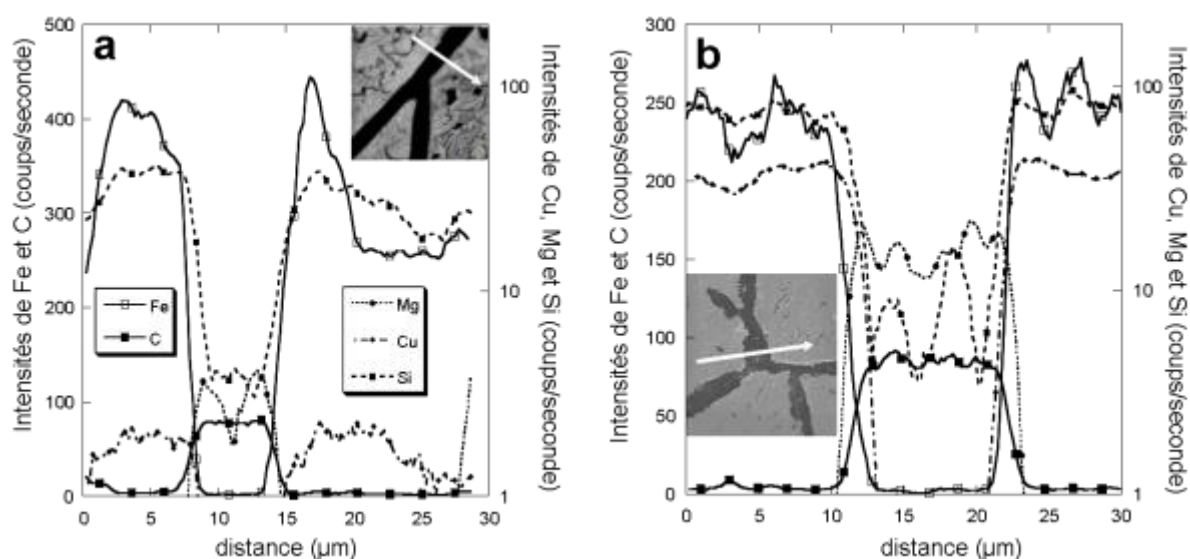 a
Intensités de Fe et C (coups/seconde)
500
400
300
200
100
0
0 5 10 15 20 25 30
distance (µm)
100
10
1
Intensités de Cu, Mg et Si (coups/seconde)
Fe
C
Mg
Cu
Si
b
Intensités de Fe et C (coups/seconde)
300
250
200
150
100
50
0
0 5 10 15 20 25 30
distance (µm)
100
10
1
Intensités de Cu, Mg et Si (coups/seconde)